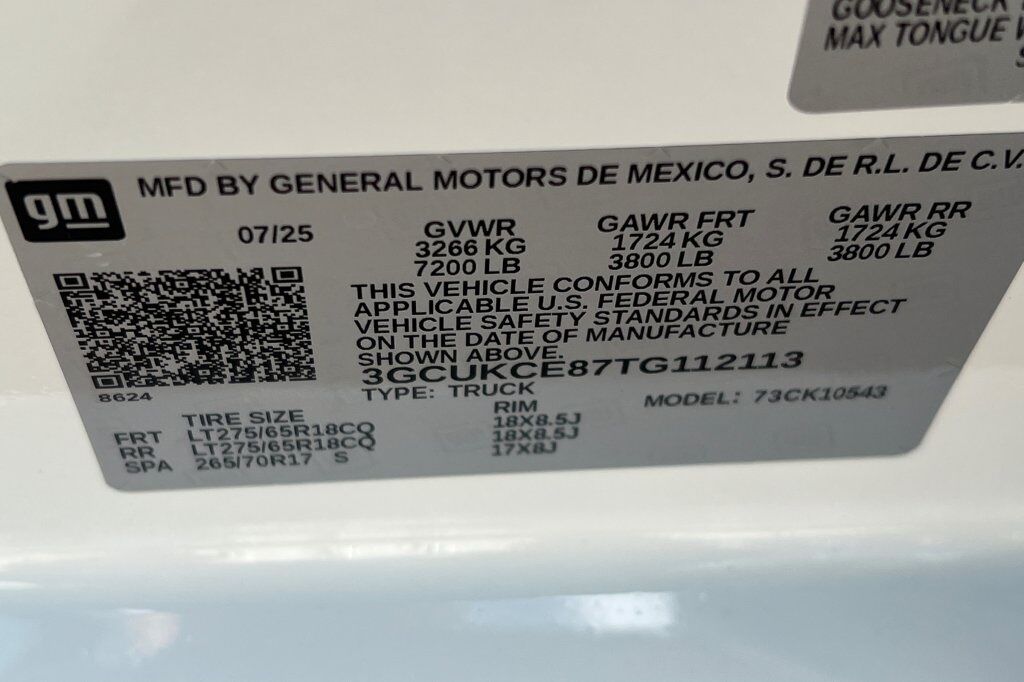 GOOSENECK
MAX TONGUE
gm
MFD BY GENERAL MOTORS DE MEXICO, S. DE R.L. DE C.V.
07/25
GVWR
3266 KG
7200 LB
GAWR FRT
1724 KG
3800 LB
GAWR RR
1724 KG
3800 LB
THIS VEHICLE CONFORMS TO ALL
APPLICABLE U.S. FEDERAL MOTOR
VEHICLE SAFETY STANDARDS IN EFFECT
ON THE DATE OF MANUFACTURE
SHOWN ABOVE.
3GCUKCE87TG112113
TYPE: TRUCK
MODEL: 73CK10543
8624
TIRE SIZE RIM
FRT LT275/65R18CQ 18X8.5J
RR LT275/65R18CQ 18X8.5J
SPA 265/70R17 S 17X8J